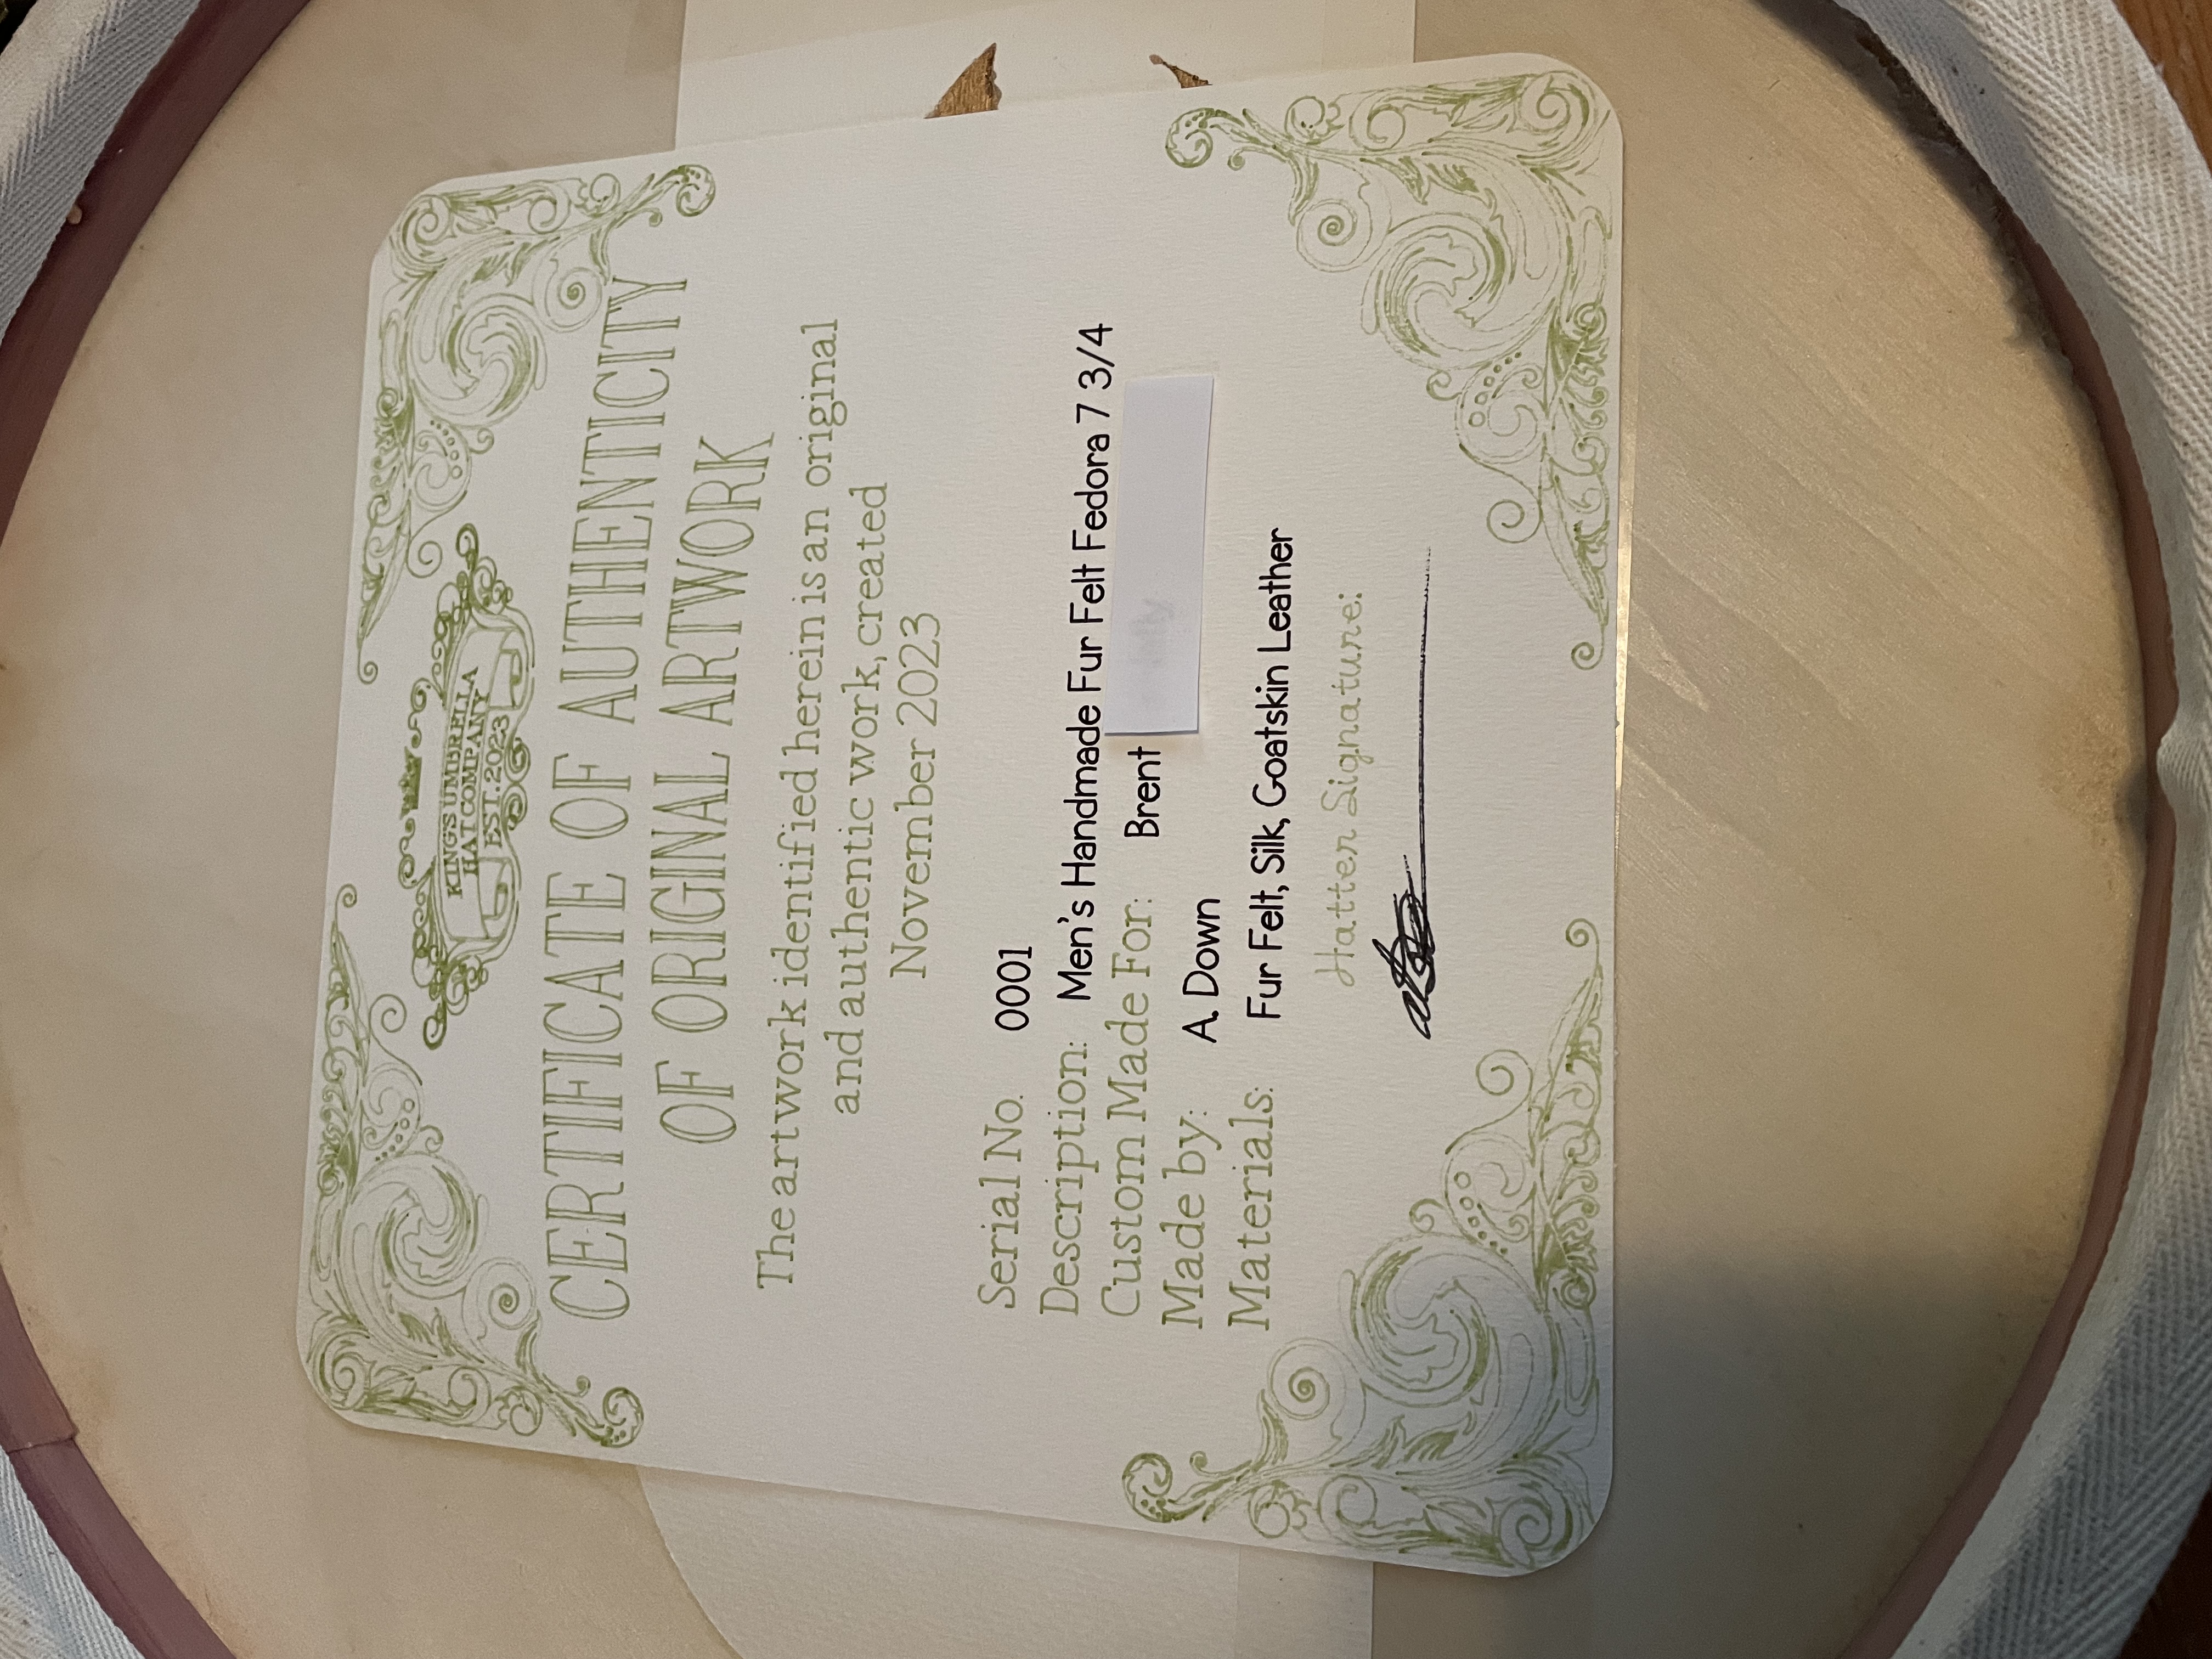 KINGS UMBRELLA
HAT COMPANY
EST. 2023
CERTIFICATE OF AUTHENTICITY
OF ORIGINAL ARTWORK
The artwork identified herein is an original
and authentic work, created
November 2023
Serial No. 0001
Description: Men's Handmade Fur Felt Fedora 7 3/4
Custom Made For: Brent
Made by: A. Down
Materials: Fur Felt, Silk, Goatskin Leather
Hatter Signature: